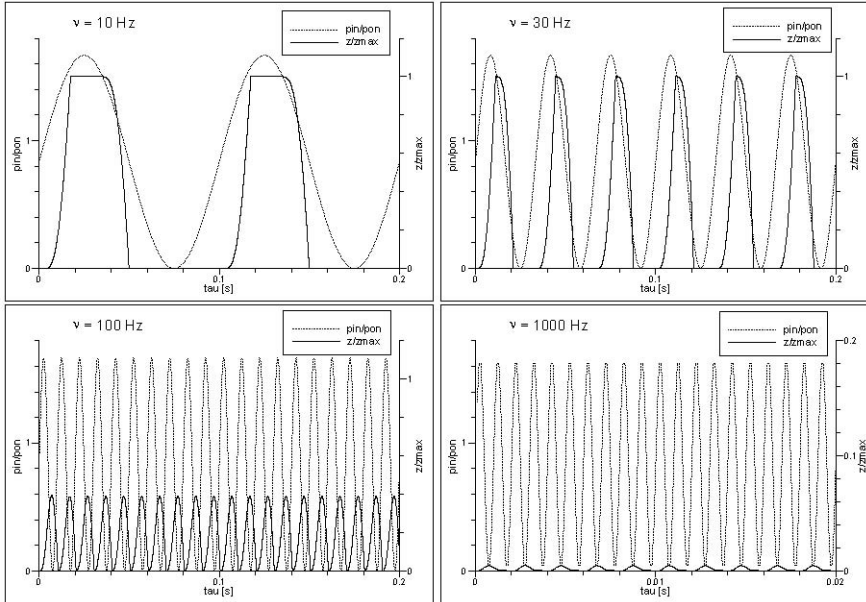 ν = 10 Hz
pin/pon
z/zmax
1
0
pin/pon
1
0
z/zmax
0
0.1
0.2
tau [s]
ν = 30 Hz
pin/pon
z/zmax
1
0
pin/pon
1
0
z/zmax
0
0.1
0.2
tau [s]
ν = 100 Hz
pin/pon
z/zmax
1
0
pin/pon
1
0
z/zmax
0
0.1
0.2
tau [s]
ν = 1000 Hz
pin/pon
z/zmax
1
0
pin/pon
0.2
0.1
0
z/zmax
0
0.01
0.02
tau [s]